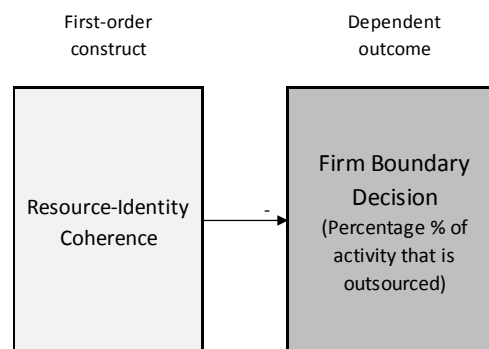 First-order
construct
Dependent
outcome
Resource-Identity
Coherence
-
Firm Boundary
Decision
(Percentage % of
activity that is
outsourced)